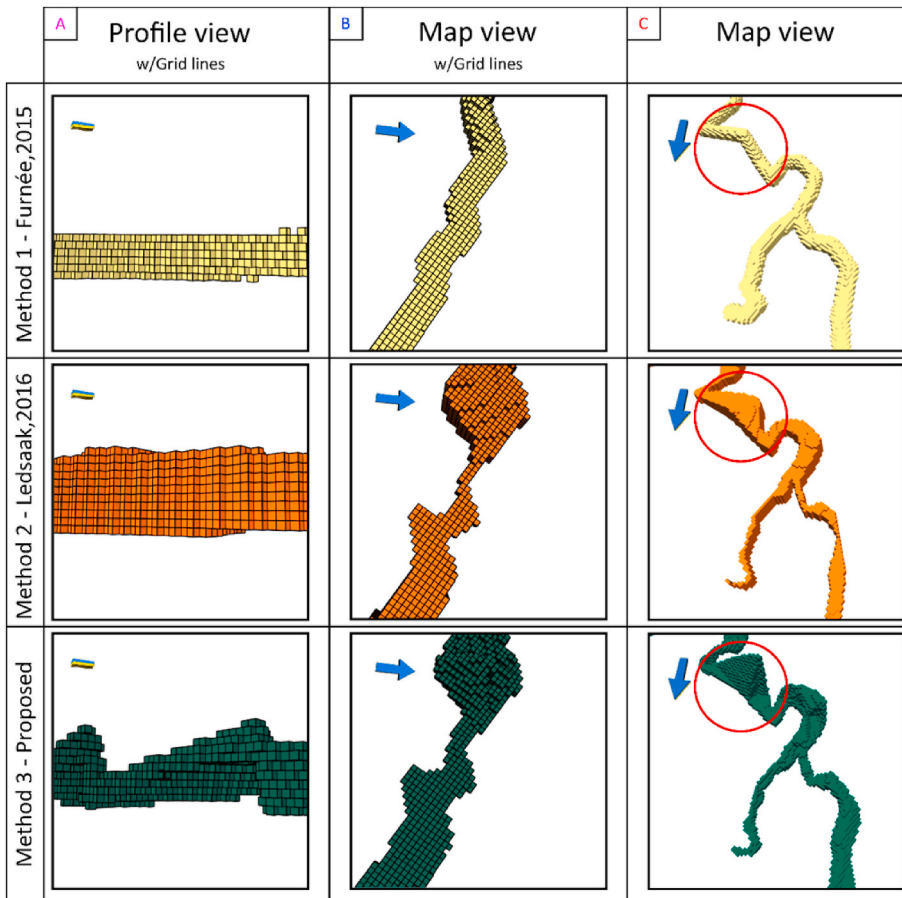 A
Profile view
w/Grid lines
B
Map view
w/Grid lines
C
Map view
Method 1 - Furnée,2015
Method 2 - Ledsaak,2016
Method 3 - Proposed